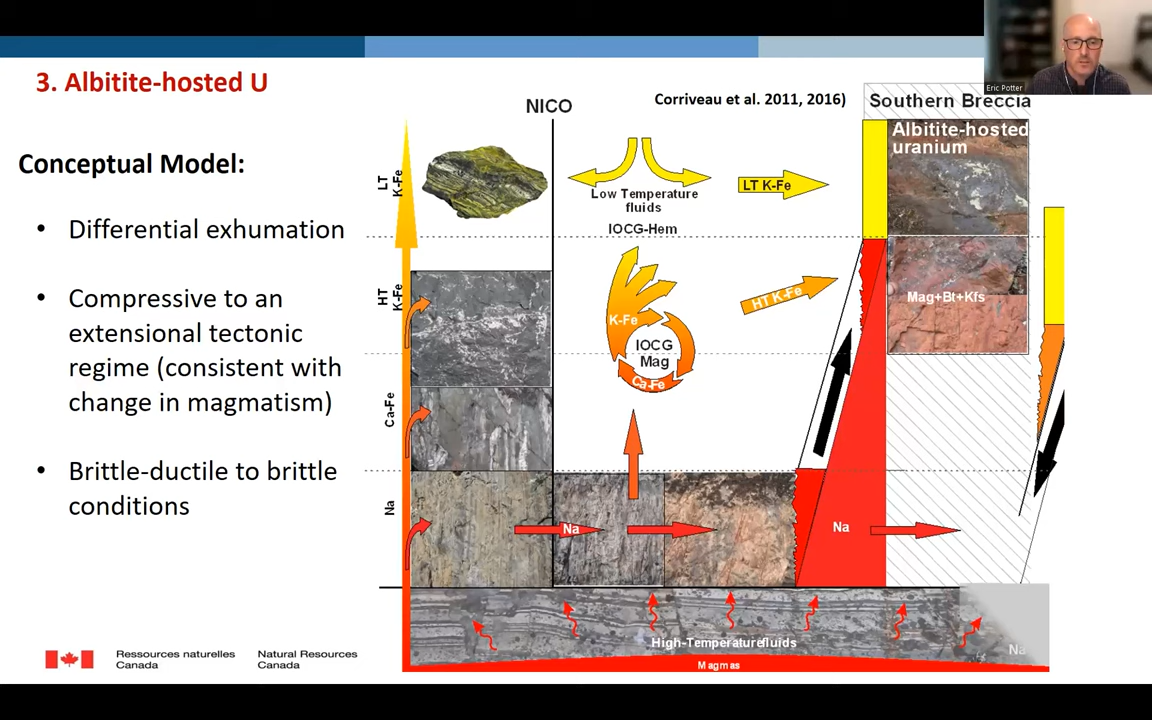 Eric Potter
3. Albitite-hosted U
Conceptual Model:
• Differential exhumation
• Compressive to an
extensional tectonic
regime (consistent with
change in magmatism)
• Brittle-ductile to brittle
conditions
Ressources naturelles
Canada
Natural Resources
Canada
NICO
Corriveau et al. 2011, 2016)
Southern Breccia
Albitite-hosted
uranium
LT
K-Fe
Low Temperature
fluids
IOCG-Hem
LT K-Fe
HT
K-Fe
K-Fe
IOCG
Mag
Ca-Fe
HT K-Fe
Mag+Bt+Kfs
Ca-Fe
Na
Na
Na
High-Temperaturefluids
Na
Magmas